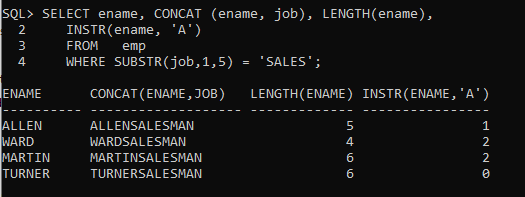 SQL> SELECT ename, CONCAT (ename, job), LENGTH(ename),
2 INSTR(ename, 'A')
3 FROM emp
4 WHERE SUBSTR(job,1,5) = 'SALES';
ENAME CONCAT(ENAME,JOB) LENGTH(ENAME) INSTR(ENAME,'A')
---------- ------------------- ------------- ----------------
ALLEN ALLENSALESMAN 5 1
WARD WARDSALESMAN 4 2
MARTIN MARTINSALESMAN 6 2
TURNER TURNERSALESMAN 6 0